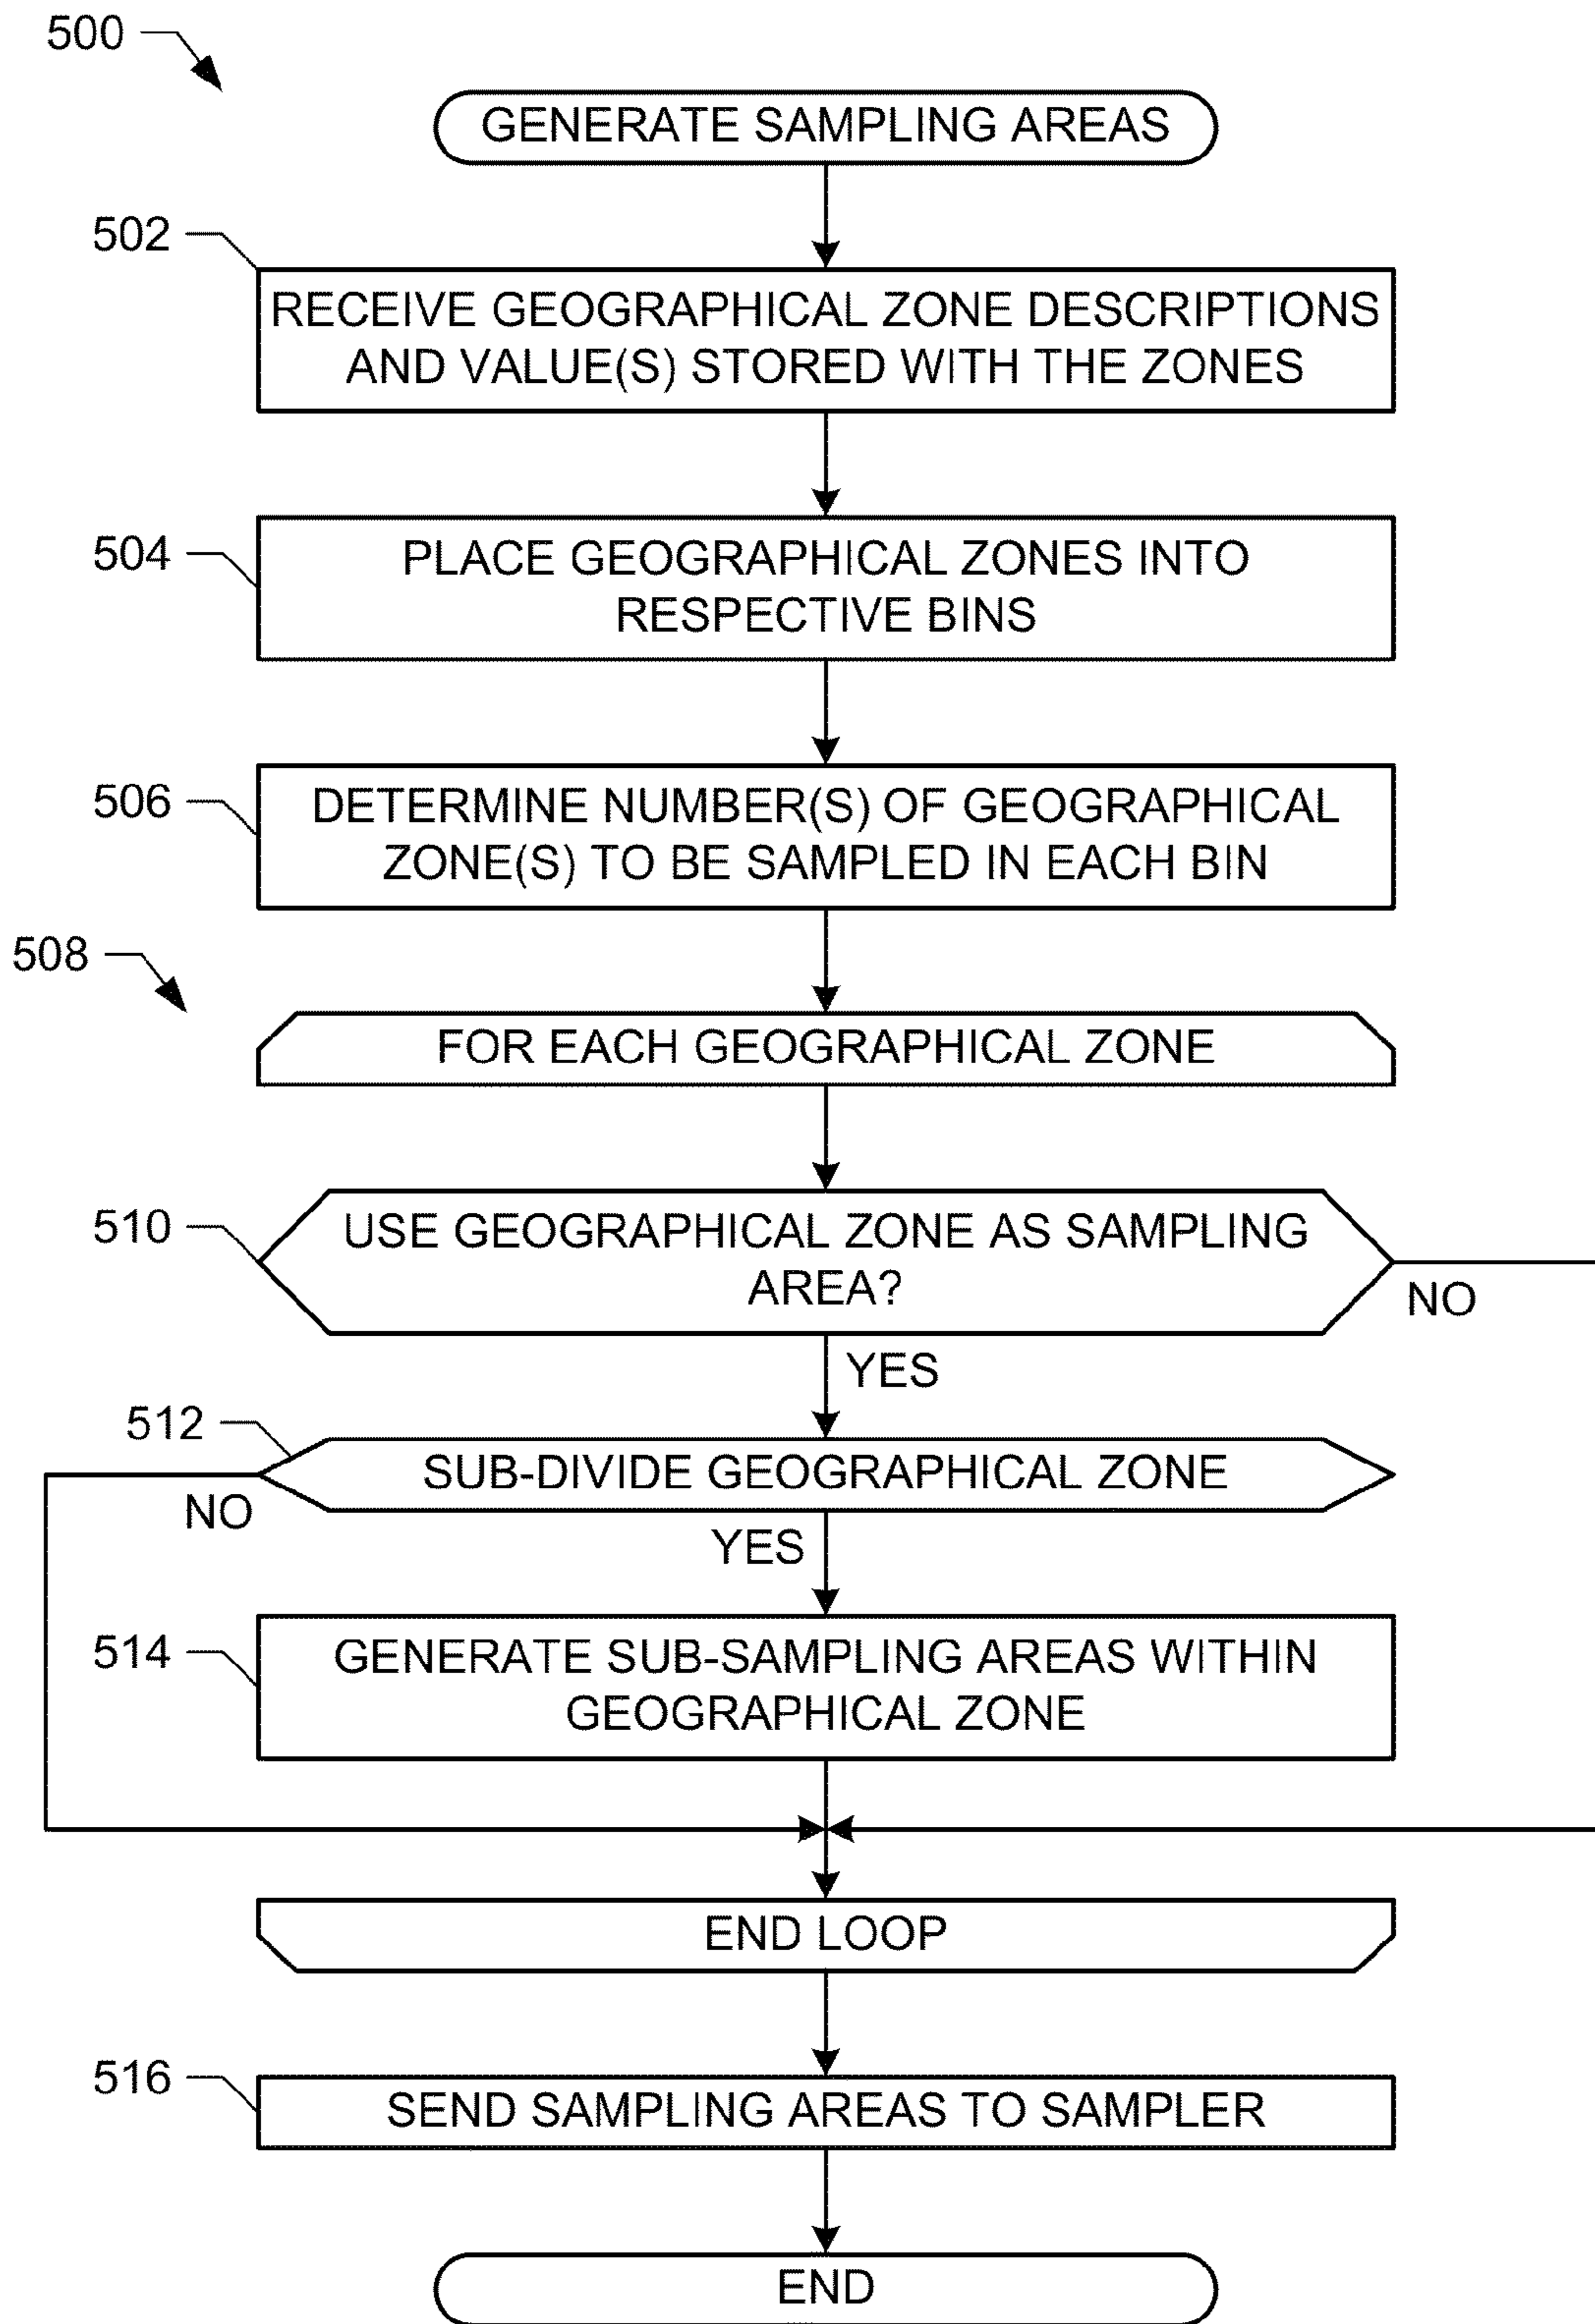 500
GENERATE SAMPLING AREAS
502
RECEIVE GEOGRAPHICAL ZONE DESCRIPTIONS
AND VALUE(S) STORED WITH THE ZONES
504
PLACE GEOGRAPHICAL ZONES INTO
RESPECTIVE BINS
506
DETERMINE NUMBER(S) OF GEOGRAPHICAL
ZONE(S) TO BE SAMPLED IN EACH BIN
508
FOR EACH GEOGRAPHICAL ZONE
510
USE GEOGRAPHICAL ZONE AS SAMPLING
AREA?
NO
YES
512
SUB-DIVIDE GEOGRAPHICAL ZONE
NO
YES
514
GENERATE SUB-SAMPLING AREAS WITHIN
GEOGRAPHICAL ZONE
END LOOP
516
SEND SAMPLING AREAS TO SAMPLER
END